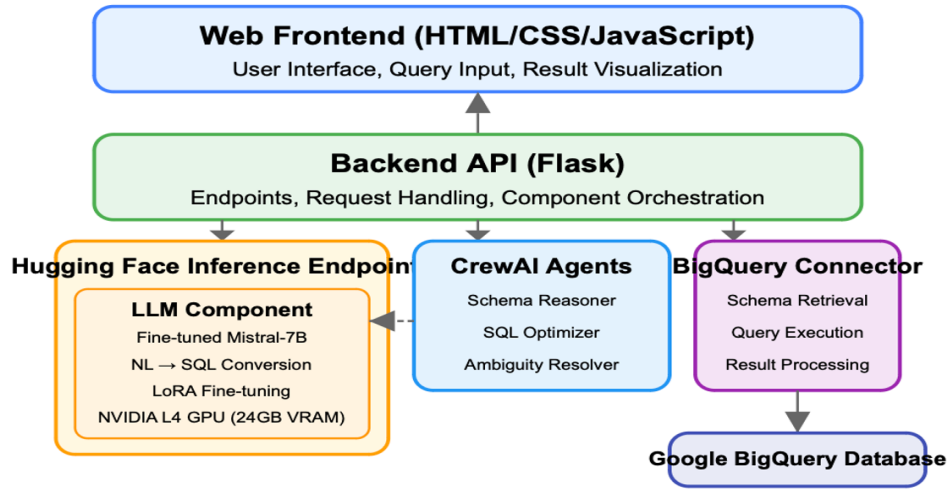 Web Frontend (HTML/CSS/JavaScript)
User Interface, Query Input, Result Visualization
Backend API (Flask)
Endpoints, Request Handling, Component Orchestration
Hugging Face Inference Endpoint
LLM Component
Fine-tuned Mistral-7B
NL → SQL Conversion
LoRA Fine-tuning
NVIDIA L4 GPU (24GB VRAM)
CrewAI Agents
Schema Reasoner
SQL Optimizer
Ambiguity Resolver
BigQuery Connector
Schema Retrieval
Query Execution
Result Processing
Google BigQuery Database